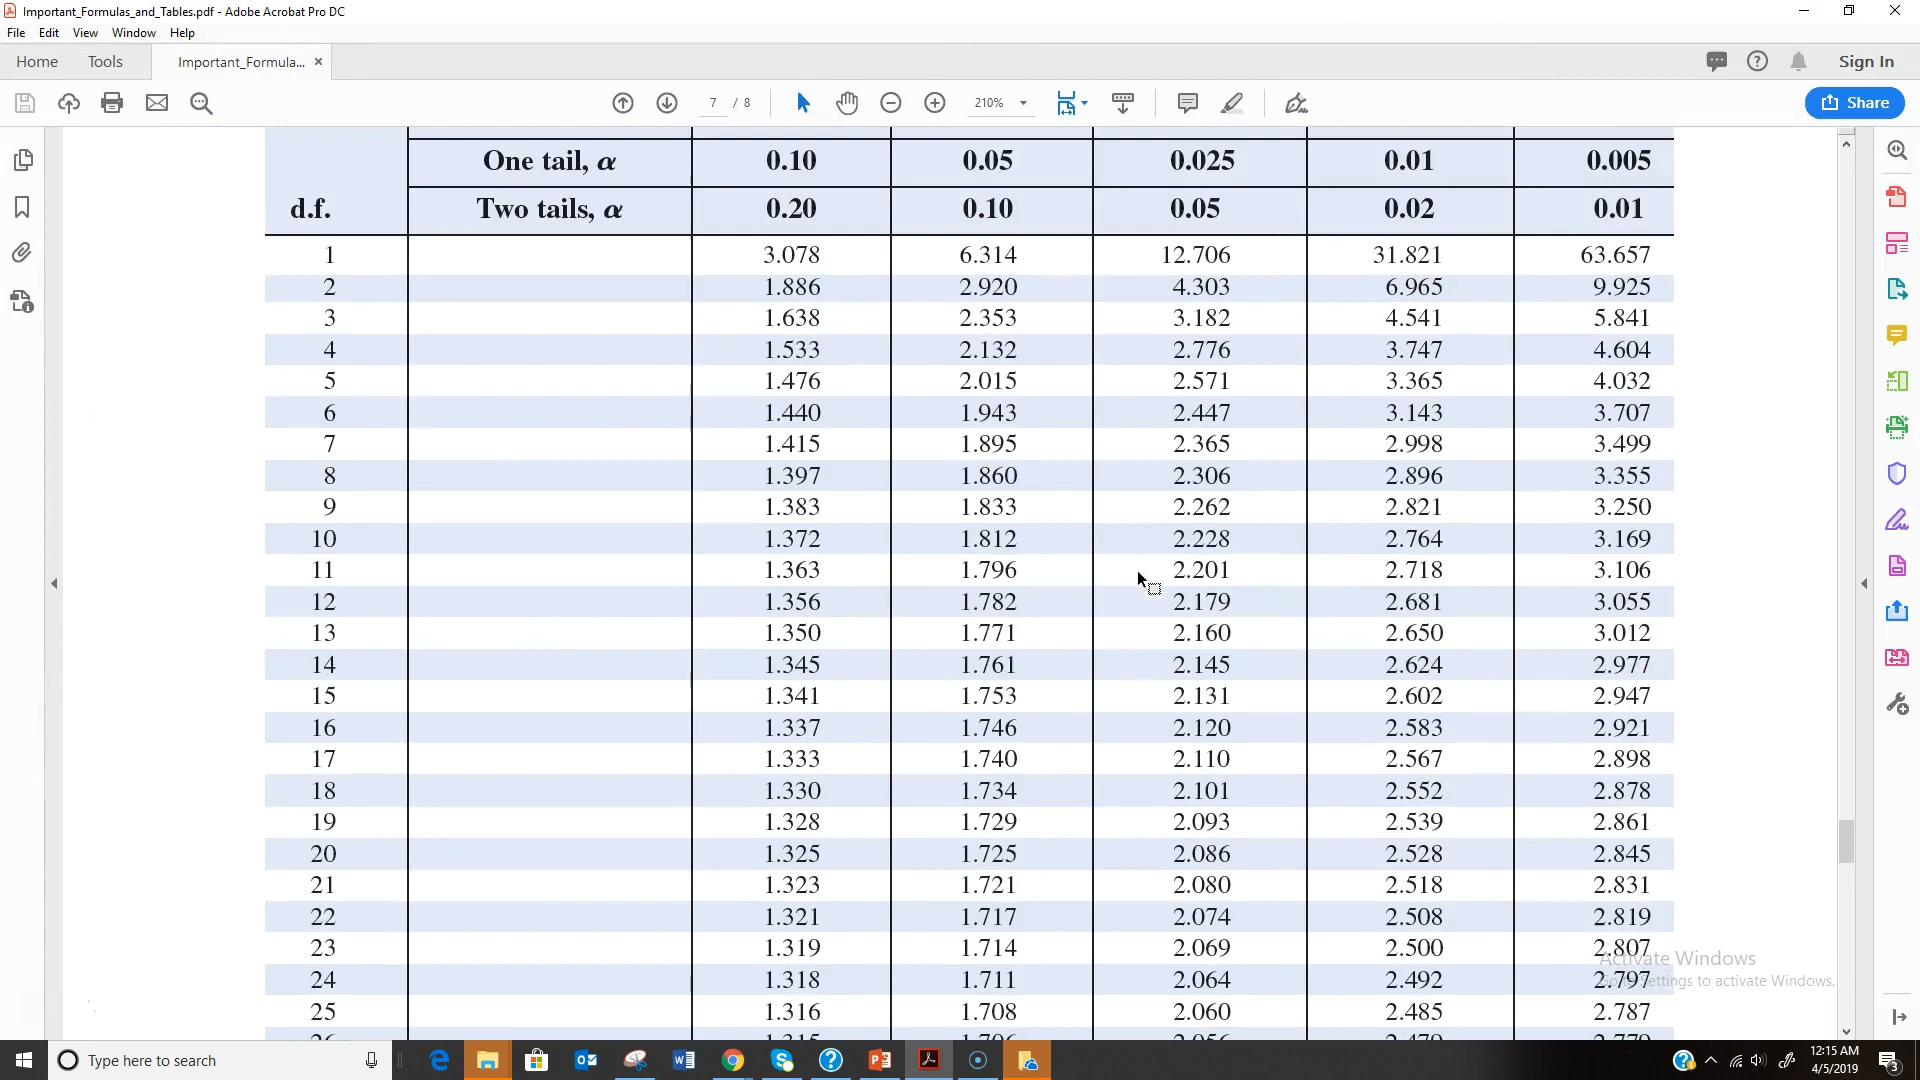 Important_Formulas_and_Tables.pdf - Adobe Acrobat Pro DC
File Edit View Window Help
Home Tools Important_Formula... × Sign In
7 / 8 210% Share
One tail, α 0.10 0.05 0.025 0.01 0.005
d.f. Two tails, α 0.20 0.10 0.05 0.02 0.01
1 3.078 6.314 12.706 31.821 63.657
2 1.886 2.920 4.303 6.965 9.925
3 1.638 2.353 3.182 4.541 5.841
4 1.533 2.132 2.776 3.747 4.604
5 1.476 2.015 2.571 3.365 4.032
6 1.440 1.943 2.447 3.143 3.707
7 1.415 1.895 2.365 2.998 3.499
8 1.397 1.860 2.306 2.896 3.355
9 1.383 1.833 2.262 2.821 3.250
10 1.372 1.812 2.228 2.764 3.169
11 1.363 1.796 2.201 2.718 3.106
12 1.356 1.782 2.179 2.681 3.055
13 1.350 1.771 2.160 2.650 3.012
14 1.345 1.761 2.145 2.624 2.977
15 1.341 1.753 2.131 2.602 2.947
16 1.337 1.746 2.120 2.583 2.921
17 1.333 1.740 2.110 2.567 2.898
18 1.330 1.734 2.101 2.552 2.878
19 1.328 1.729 2.093 2.539 2.861
20 1.325 1.725 2.086 2.528 2.845
21 1.323 1.721 2.080 2.518 2.831
22 1.321 1.717 2.074 2.508 2.819
23 1.319 1.714 2.069 2.500 2.807
Activate Windows
24 1.318 1.711 2.064 2.492 2.797
Settings to activate Windows.
25 1.316 1.708 2.060 2.485 2.787
Type here to search
12:15 AM
4/5/2019
3